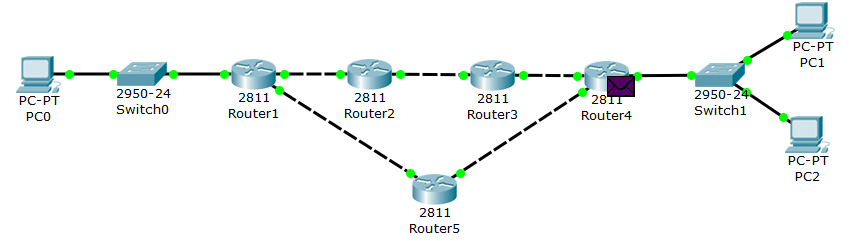 PC-PT
PC0
2950-24
Switch0
2811
Router1
2811
Router2
2811
Router3
2811
Router4
2950-24
Switch1
PC-PT
PC1
PC-PT
PC2
2811
Router5